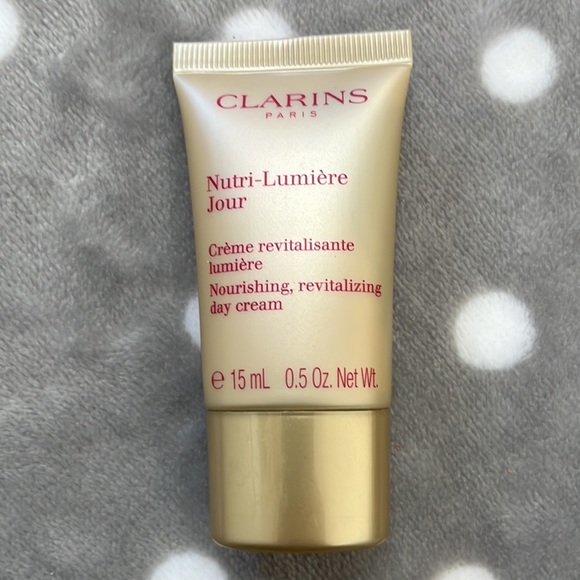 CLARINS
PARIS
Nutri-Lumière
Jour
Crème revitalisante
lumière
Nourishing, revitalizing
day cream
℮ 15 mL 0.5 Oz. Net Wt.